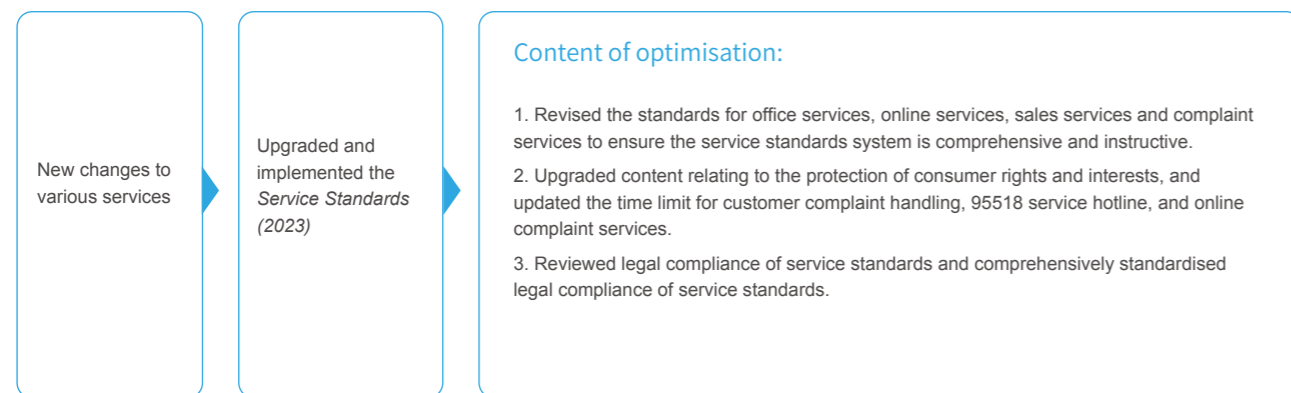 New changes to
various services
Upgraded and
implemented the
Service Standards
(2023)
Content of optimisation:
1. Revised the standards for office services, online services, sales services and complaint
services to ensure the service standards system is comprehensive and instructive.
2. Upgraded content relating to the protection of consumer rights and interests, and
updated the time limit for customer complaint handling, 95518 service hotline, and online
complaint services.
3. Reviewed legal compliance of service standards and comprehensively standardised
legal compliance of service standards.